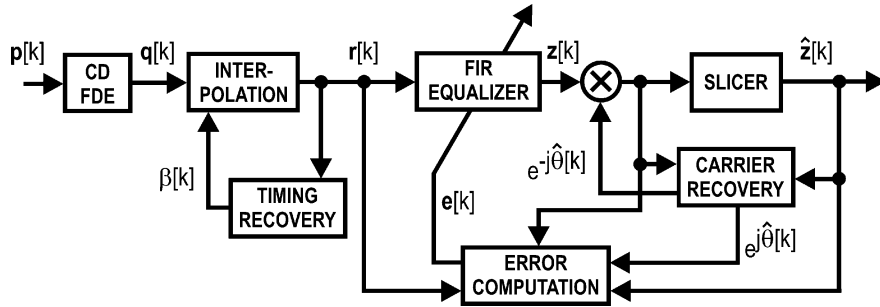 p[k]
CD
FDE
q[k]
INTER-
POLATION
r[k]
FIR
EQUALIZER
z[k]
×
SLICER
ẑ[k]
β[k]
TIMING
RECOVERY
e[k]
e^-jθ̂[k]
CARRIER
RECOVERY
e^jθ̂[k]
ERROR
COMPUTATION